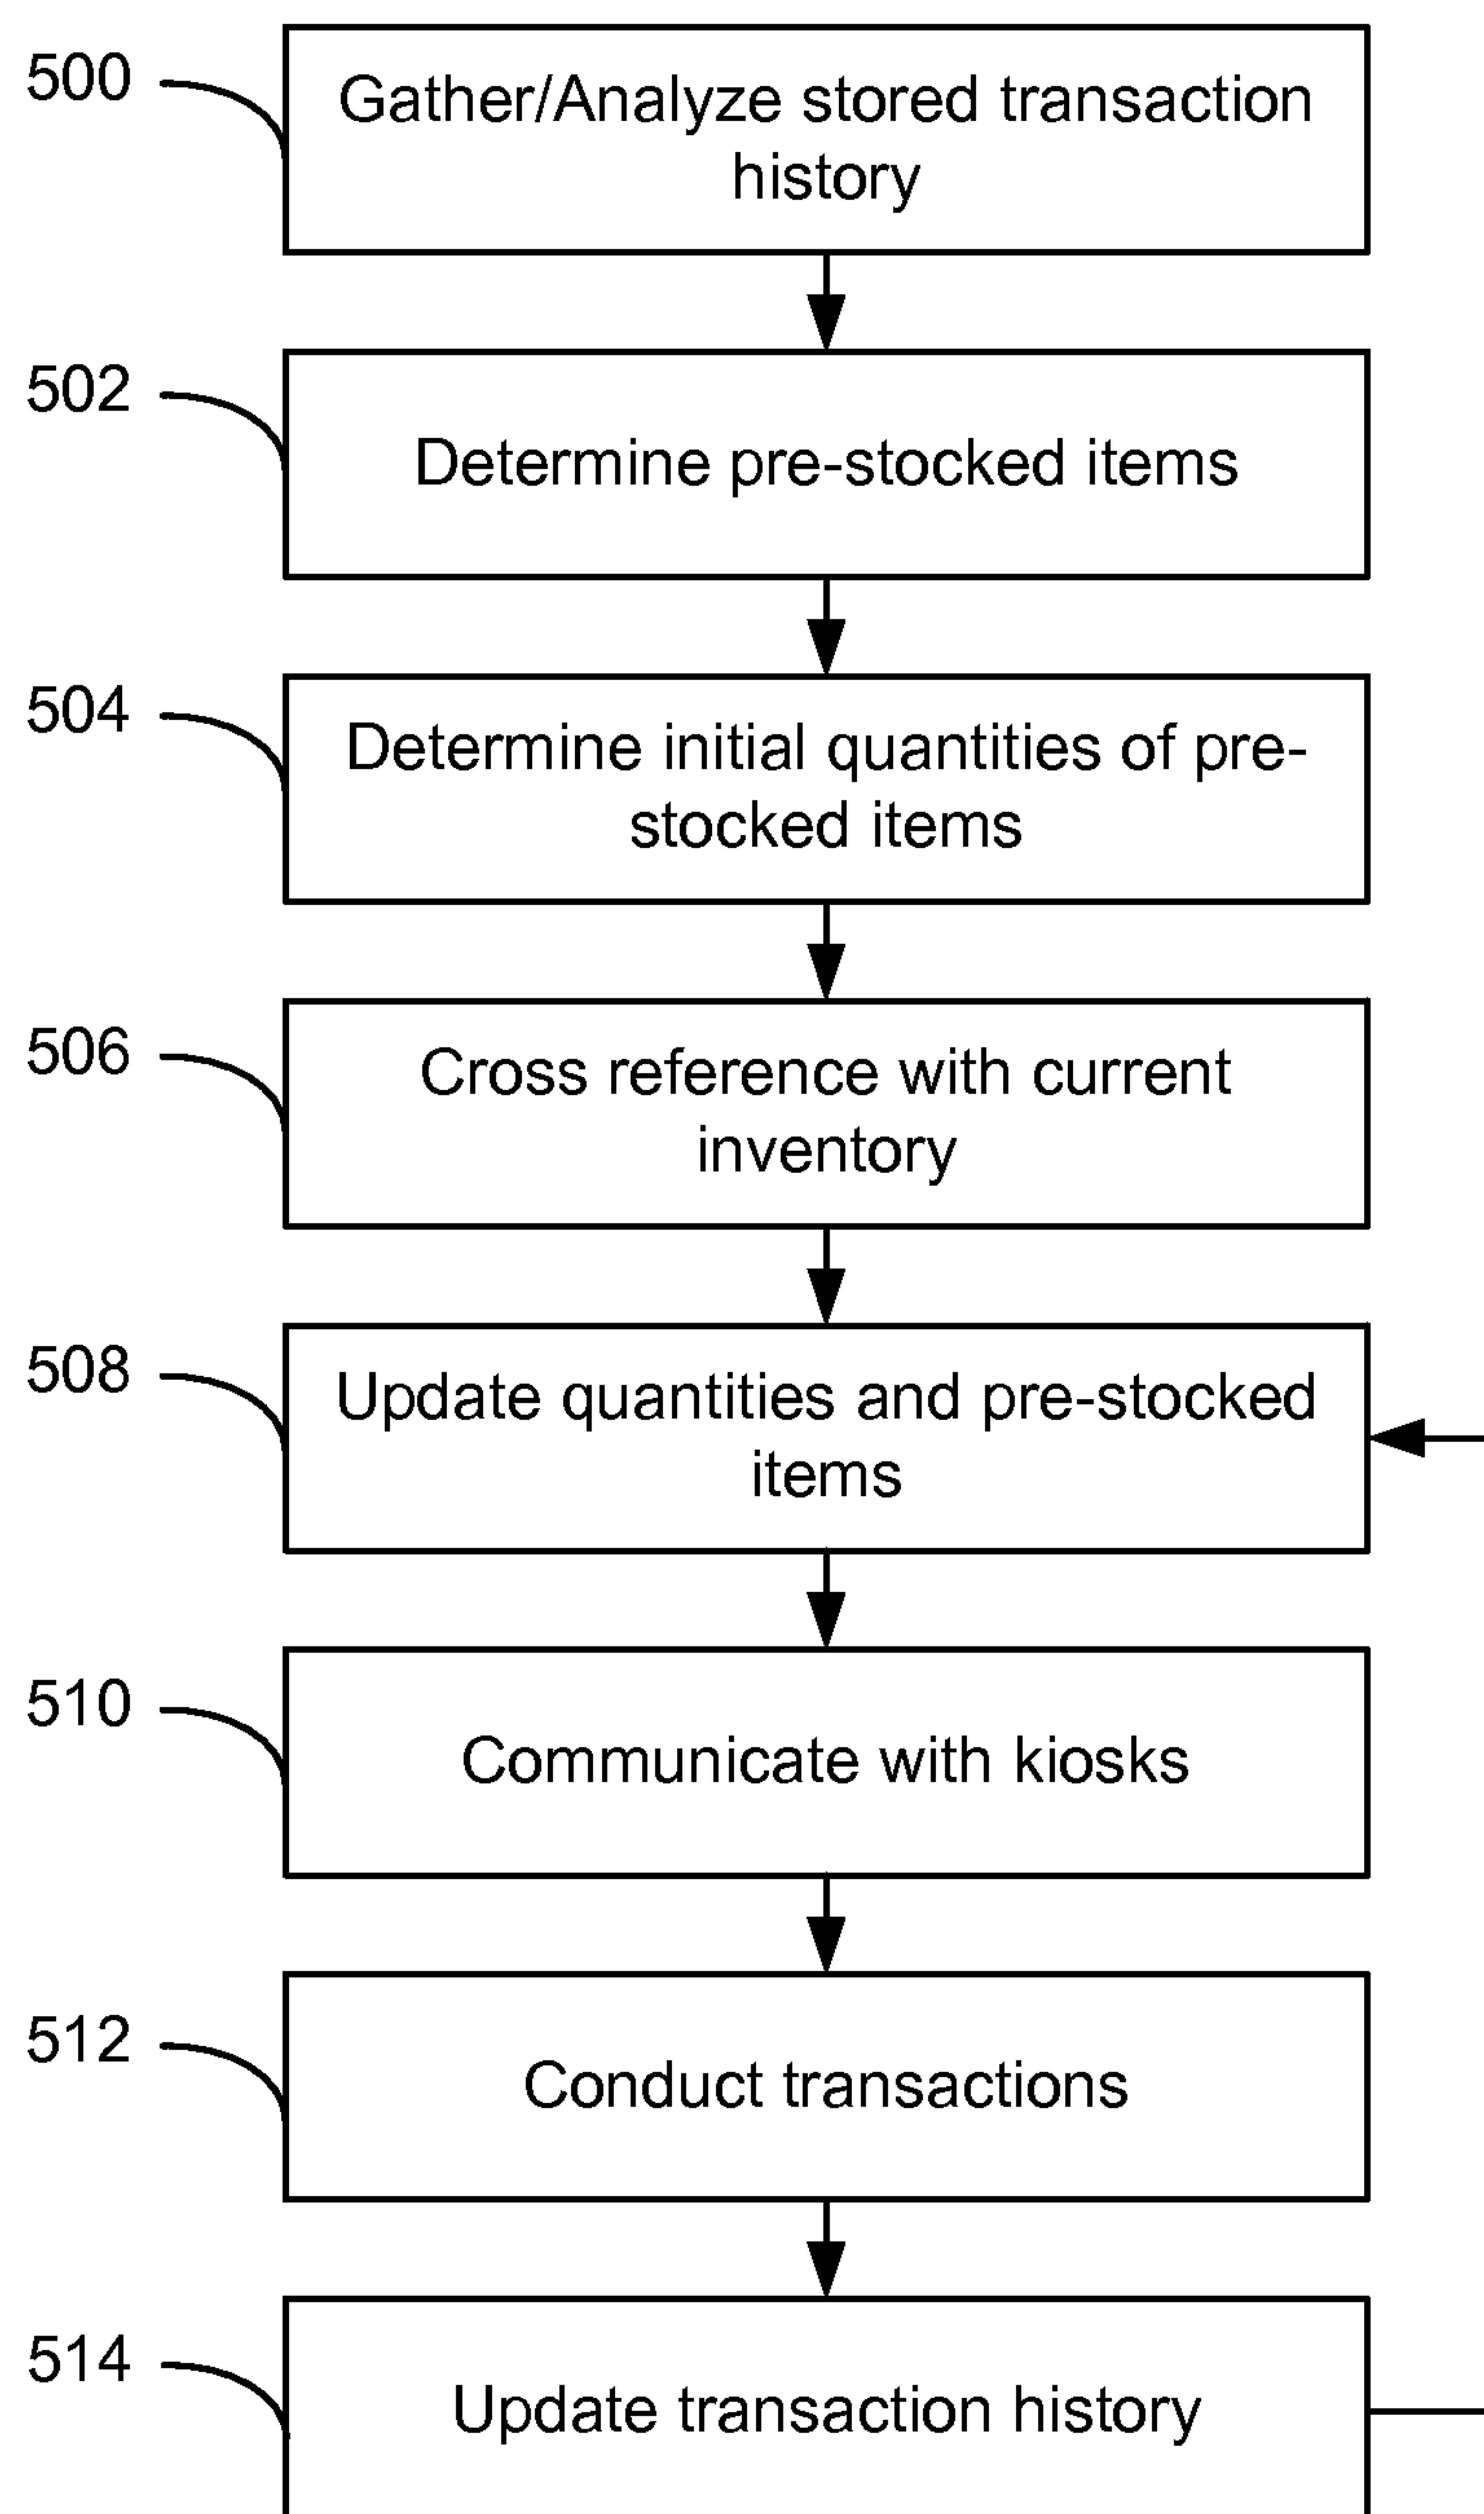 500
Gather/Analyze stored transaction
history
502
Determine pre-stocked items
504
Determine initial quantities of pre-
stocked items
506
Cross reference with current
inventory
508
Update quantities and pre-stocked
items
510
Communicate with kiosks
512
Conduct transactions
514
Update transaction history